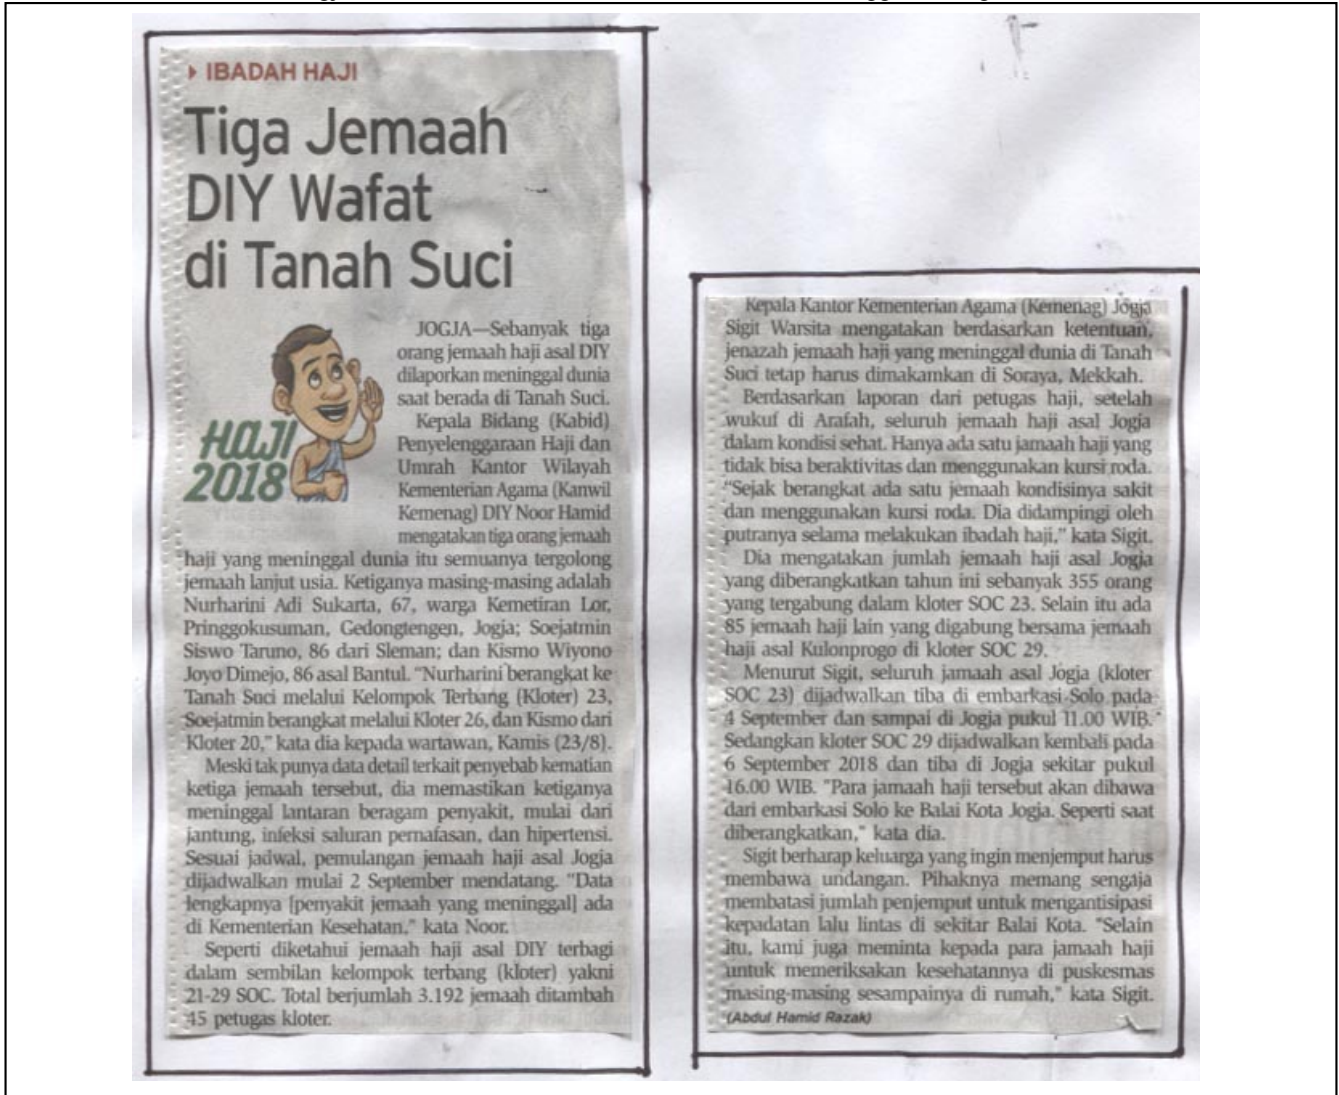 IBADAH HAJI
Tiga Jemaah
DIY Wafat
di Tanah Suci
HAJI
2018
JOGJA—Sebanyak tiga
orang jemaah haji asal DIY
dilaporkan meninggal dunia
saat berada di Tanah Suci.
Kepala Bidang (Kabid)
Penyelenggaraan Haji dan
Umrah Kantor Wilayah
Kementerian Agama (Kanwil
Kemenag) DIY Noor Hamid
mengatakan tiga orang jemaah
haji yang meninggal dunia itu semuanya tergolong
jemaah lanjut usia. Ketiganya masing-masing adalah
Nurharini Adi Sukarta, 67, warga Kemetiran Lor,
Pringgokusuman, Gedongtengen, Jogja; Soejatmin
Siswo Taruno, 86 dari Sleman; dan Kismo Wiyono
Joyo Dimejo, 86 asal Bantul. “Nurharini berangkat ke
Tanah Suci melalui Kelompok Terbang (Kloter) 23,
Soejatmin berangkat melalui Kloter 26, dan Kismo dari
Kloter 20,” kata dia kepada wartawan, Kamis (23/8).
Meski tak punya data detail terkait penyebab kematian
ketiga jemaah tersebut, dia memastikan ketiganya
meninggal lantaran beragam penyakit, mulai dari
jantung, infeksi saluran pernafasan, dan hipertensi.
Sesuai jadwal, pemulangan jemaah haji asal Jogja
dijadwalkan mulai 2 September mendatang. “Data
lengkapnya [penyakit jemaah yang meninggal] ada
di Kementerian Kesehatan,” kata Noor.
Seperti diketahui jemaah haji asal DIY terbagi
dalam sembilan kelompok terbang (kloter) yakni
21-29 SOC. Total berjumlah 3.192 jemaah ditambah
45 petugas kloter.
Kepala Kantor Kementerian Agama (Kemenag) Jogja
Sigit Warsita mengatakan berdasarkan ketentuan,
jenazah jemaah haji yang meninggal dunia di Tanah
Suci tetap harus dimakamkan di Soraya, Mekkah.
Berdasarkan laporan dari petugas haji, setelah
wukuf di Arafah, seluruh jemaah haji asal Jogja
dalam kondisi sehat. Hanya ada satu jamaah haji yang
tidak bisa beraktivitas dan menggunakan kursi roda.
“Sejak berangkat ada satu jemaah kondisinya sakit
dan menggunakan kursi roda. Dia didampingi oleh
putranya selama melakukan ibadah haji,” kata Sigit.
Dia mengatakan jumlah jemaah haji asal Jogja
yang diberangkatkan tahun ini sebanyak 355 orang
yang tergabung dalam kloter SOC 23. Selain itu ada
85 jemaah haji lain yang digabung bersama jemaah
haji asal Kulonprogo di kloter SOC 29.
Menurut Sigit, seluruh jamaah asal Jogja (kloter
SOC 23) dijadwalkan tiba di embarkasi Solo pada
4 September dan sampai di Jogja pukul 11.00 WIB.
Sedangkan kloter SOC 29 dijadwalkan kembali pada
6 September 2018 dan tiba di Jogja sekitar pukul
16.00 WIB. “Para jamaah haji tersebut akan dibawa
dari embarkasi Solo ke Balai Kota Jogja. Seperti saat
diberangkatkan,” kata dia.
Sigit berharap keluarga yang ingin menjemput harus
membawa undangan. Pihaknya memang sengaja
membatasi jumlah penjemput untuk mengantisipasi
kepadatan lalu lintas di sekitar Balai Kota. “Selain
itu, kami juga meminta kepada para jamaah haji
untuk memeriksakan kesehatannya di puskesmas
masing-masing sesampainya di rumah,” kata Sigit.
(Abdul Hamid Razak)